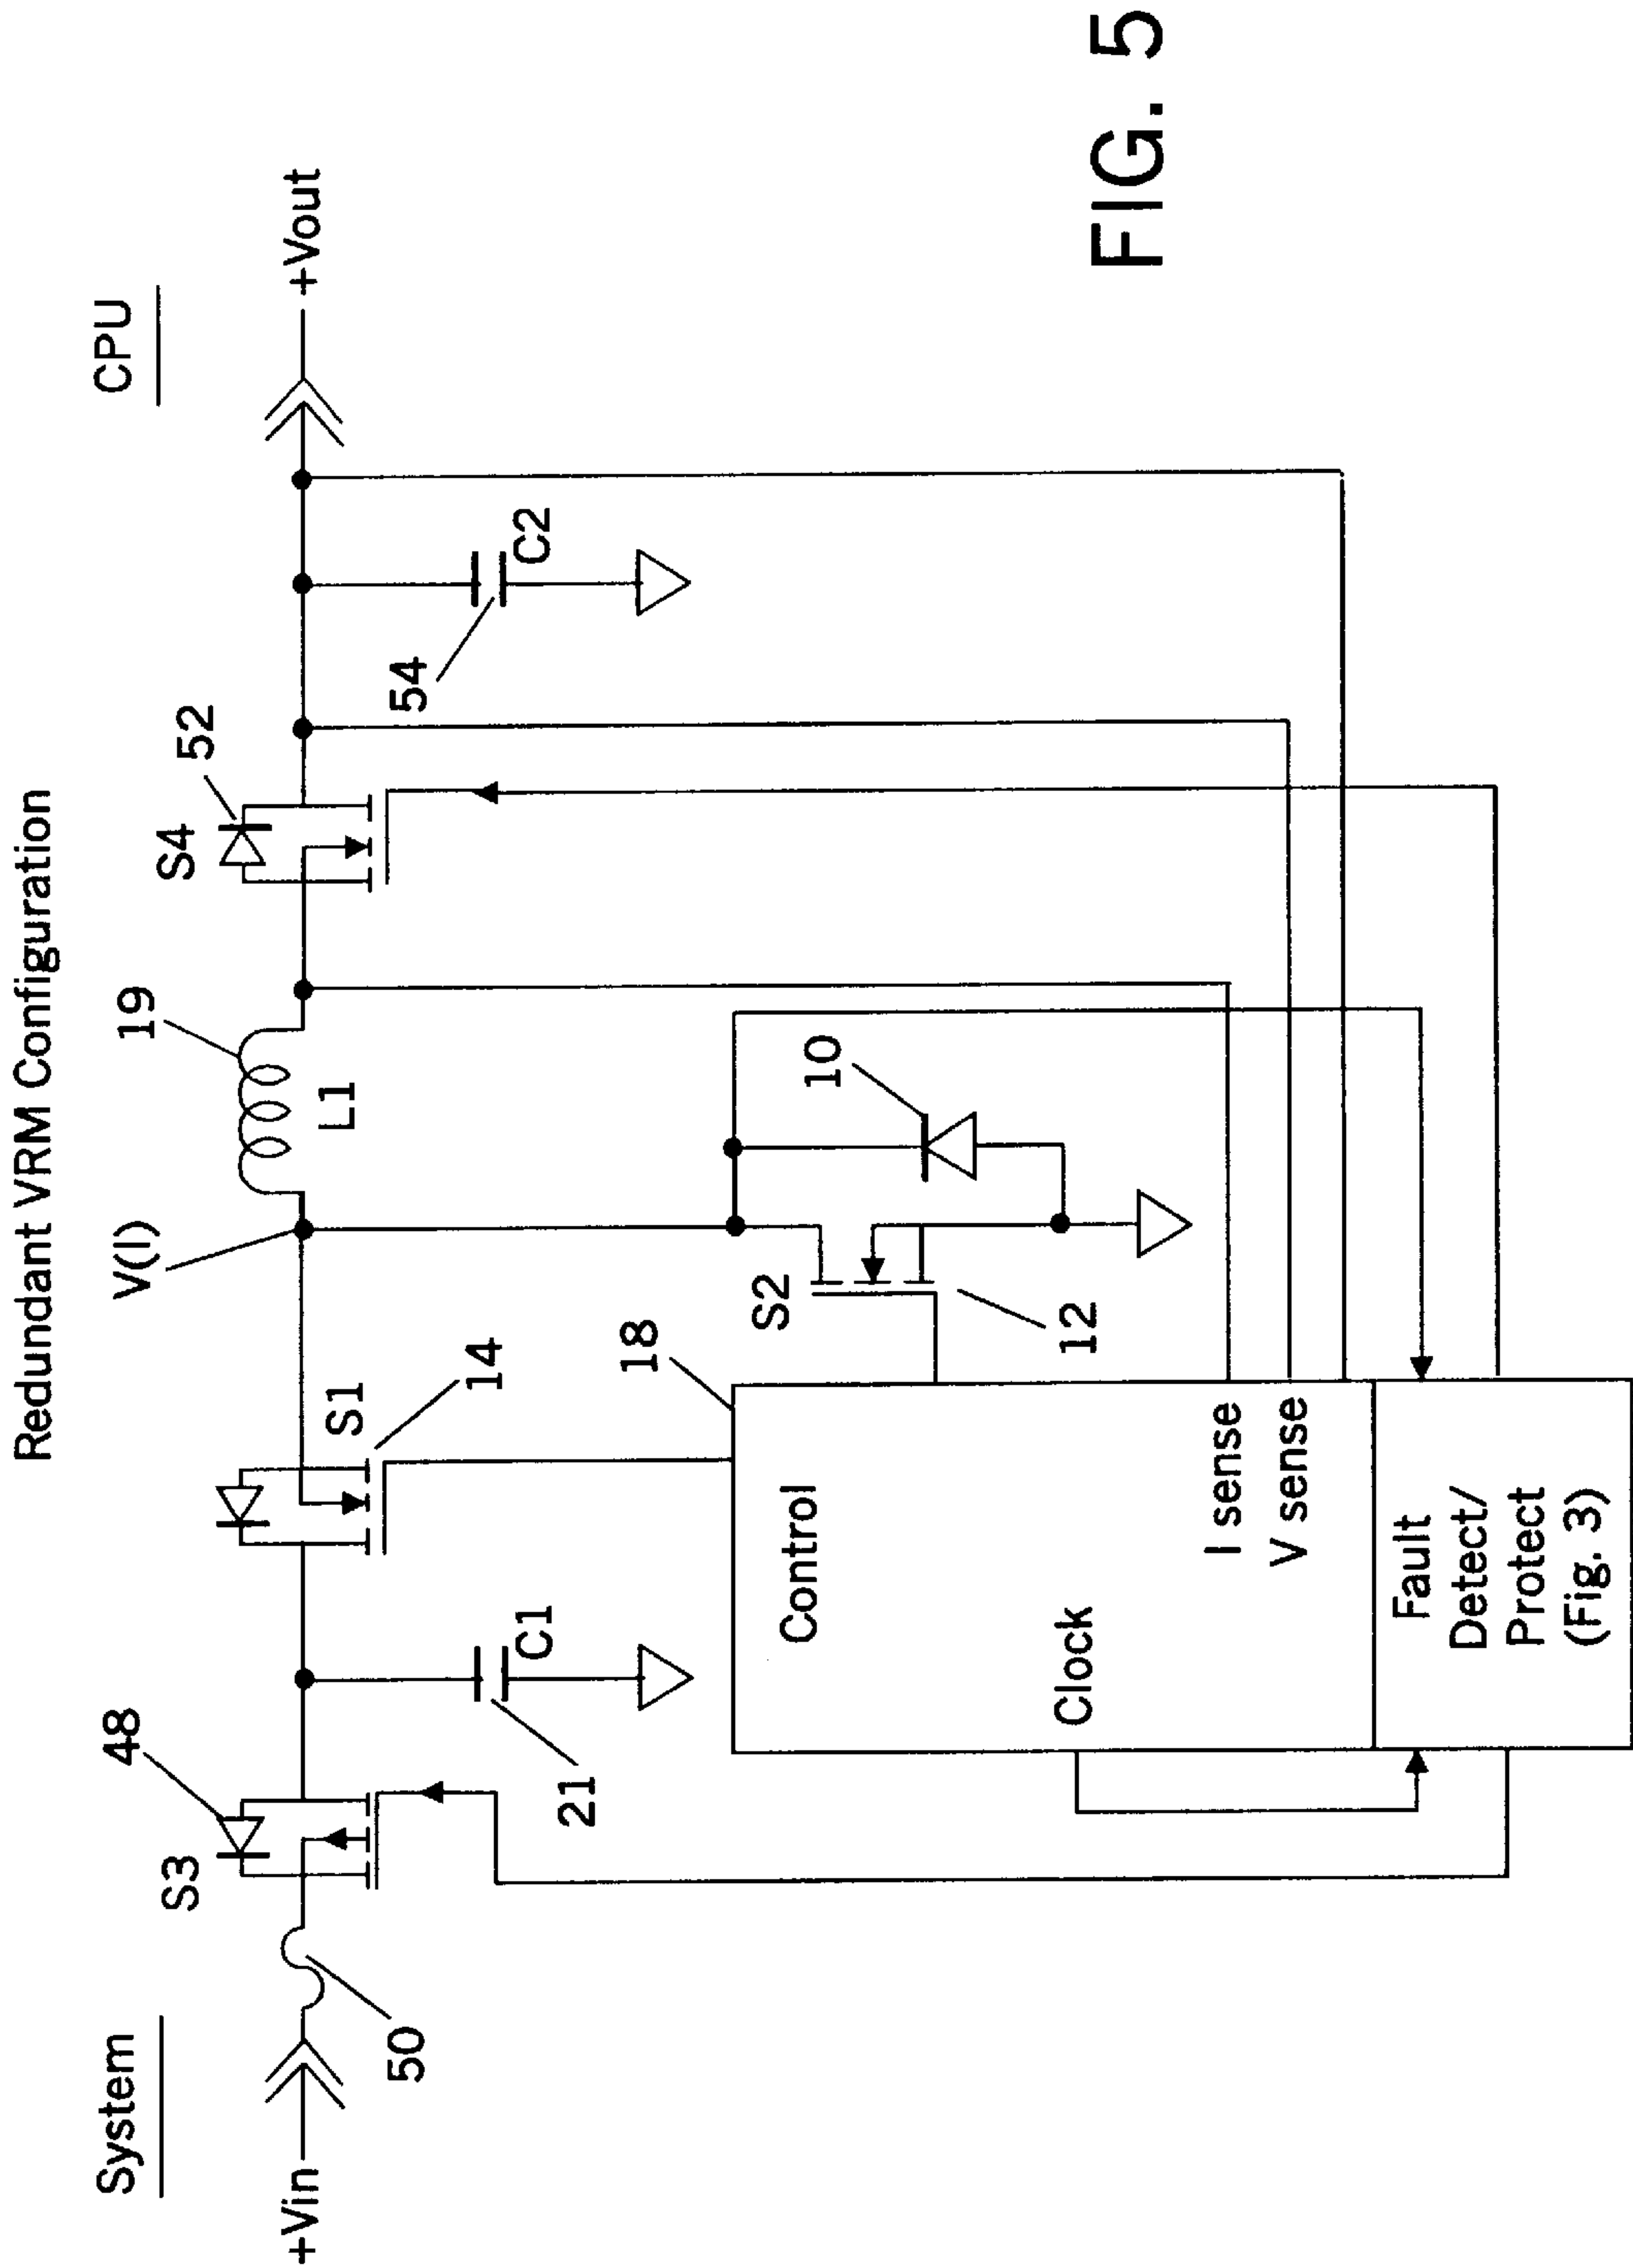 Redundant VRM Configuration
System
CPU
+Vin
50
S3
48
21
C1
S1
14
V(I)
19
L1
S4
52
54
C2
+Vout
18
S2
12
10
Control
Clock
I sense
V sense
Fault
Detect/
Protect
(Fig. 3)
FIG. 5